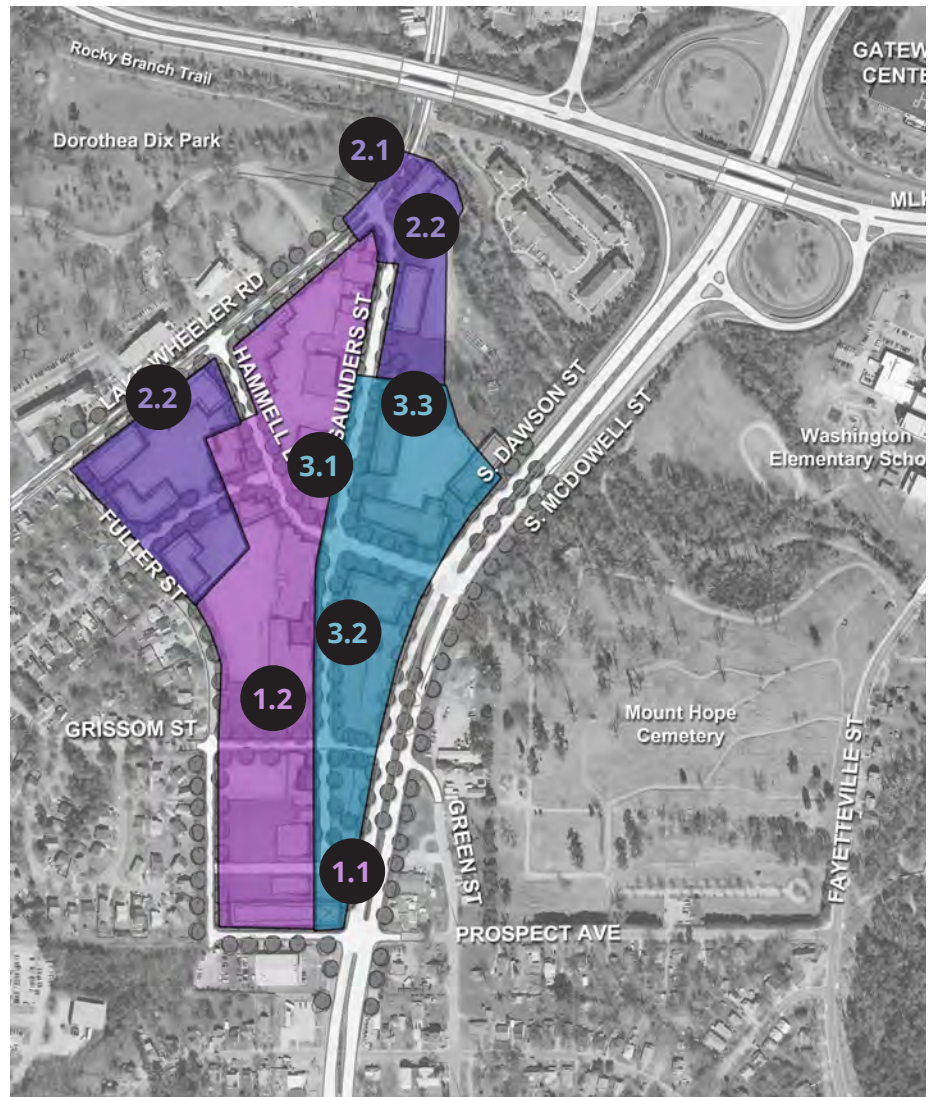 Rocky Branch Trail
GATEW
CENTE
Dorothea Dix Park
2.1
MLK
2.2
LAKE WHEELER RD
SAUNDERS ST
HAMMELL
2.2
3.3
3.1
S. DAWSON ST
S. MCDOWELL ST
Washington
Elementary Scho
FULLER ST
3.2
1.2
GRISSOM ST
Mount Hope
Cemetery
GREEN ST
FAYETTEVILLE ST
1.1
PROSPECT AVE